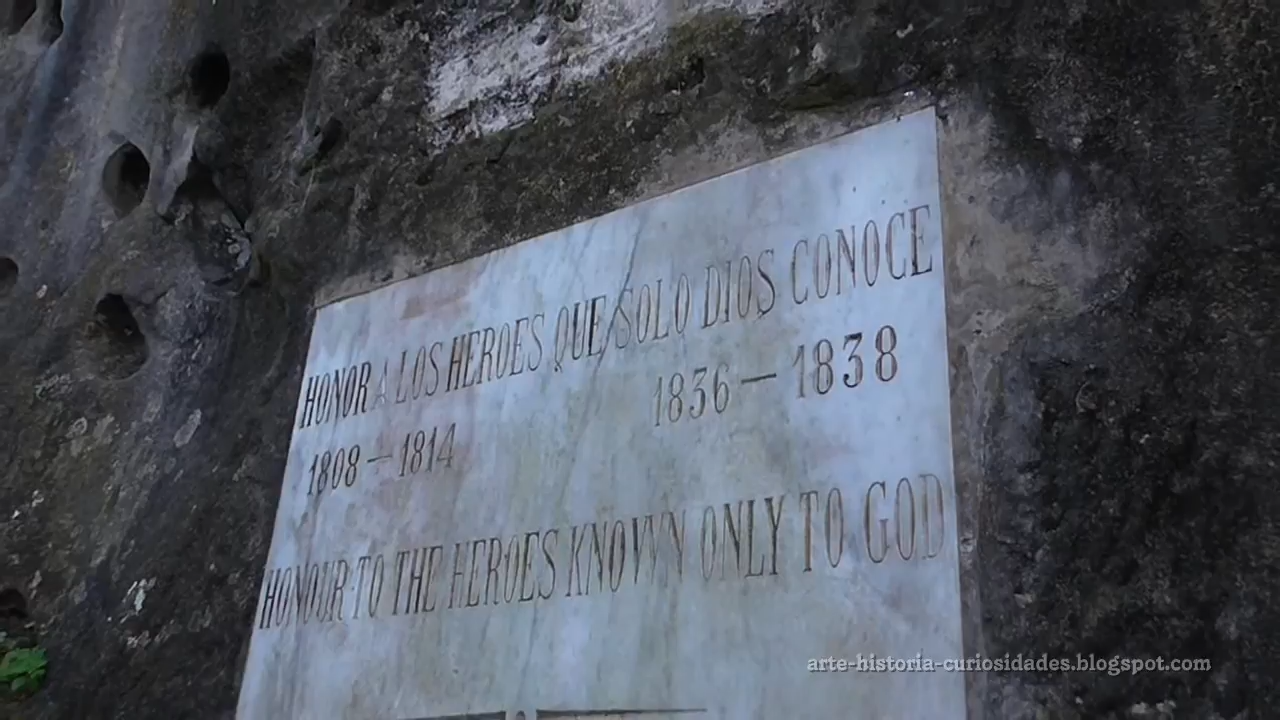 HONOR A LOS HEROES QUE SOLO DIOS CONOCE
1808 – 1814 1836 – 1838
HONOUR TO THE HEROES KNOWN ONLY TO GOD
arte-historia-curiosidades.blogspot.com